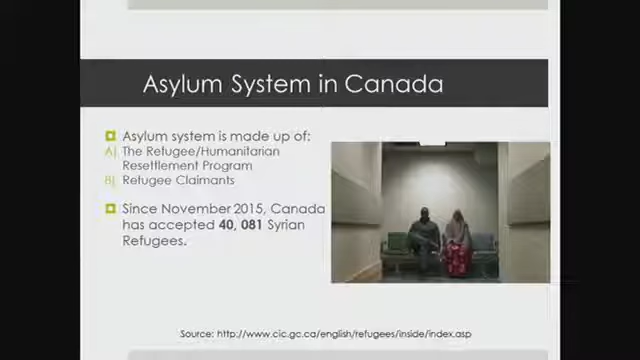 Asylum System in Canada
Asylum system is made up of:
A) The Refugee/Humanitarian
Resettlement Program
B) Refugee Claimants
Since November 2015, Canada
has accepted 40, 081 Syrian
Refugees.
Source: http://www.cic.gc.ca/english/refugees/inside/index.asp